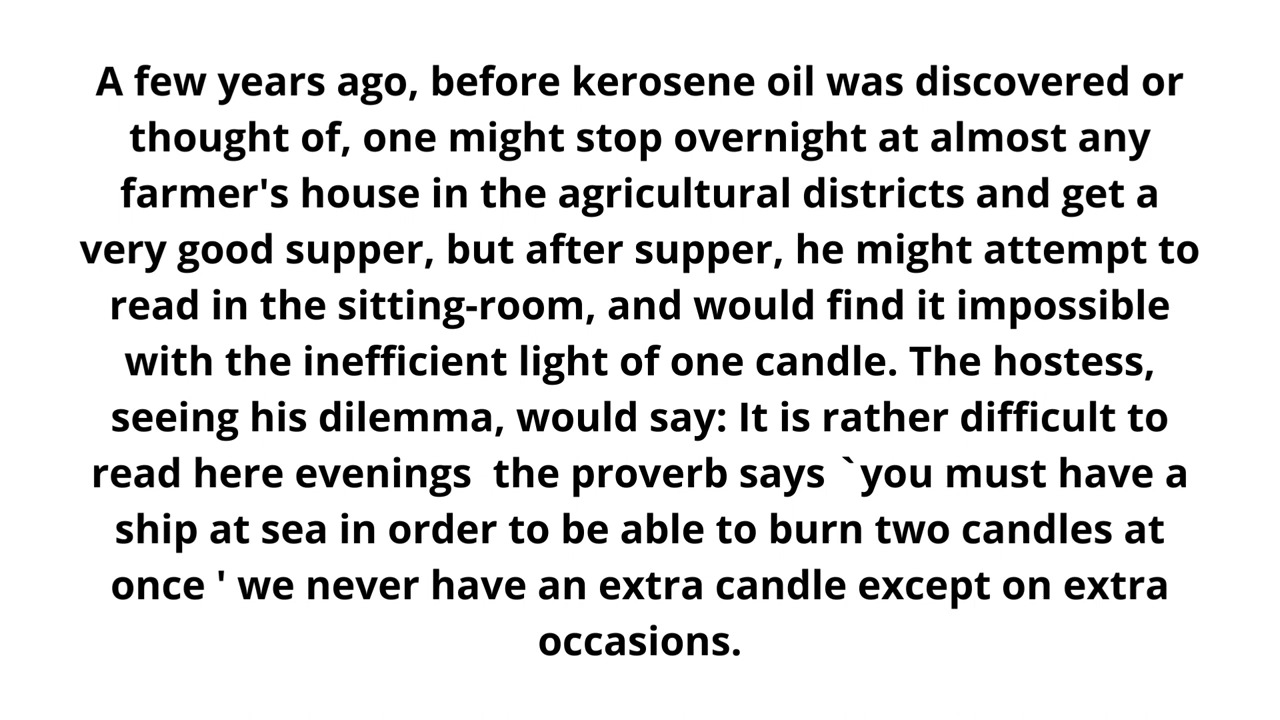 A few years ago, before kerosene oil was discovered or
thought of, one might stop overnight at almost any
farmer's house in the agricultural districts and get a
very good supper, but after supper, he might attempt to
read in the sitting-room, and would find it impossible
with the inefficient light of one candle. The hostess,
seeing his dilemma, would say: It is rather difficult to
read here evenings  the proverb says `you must have a
ship at sea in order to be able to burn two candles at
once ' we never have an extra candle except on extra
occasions.